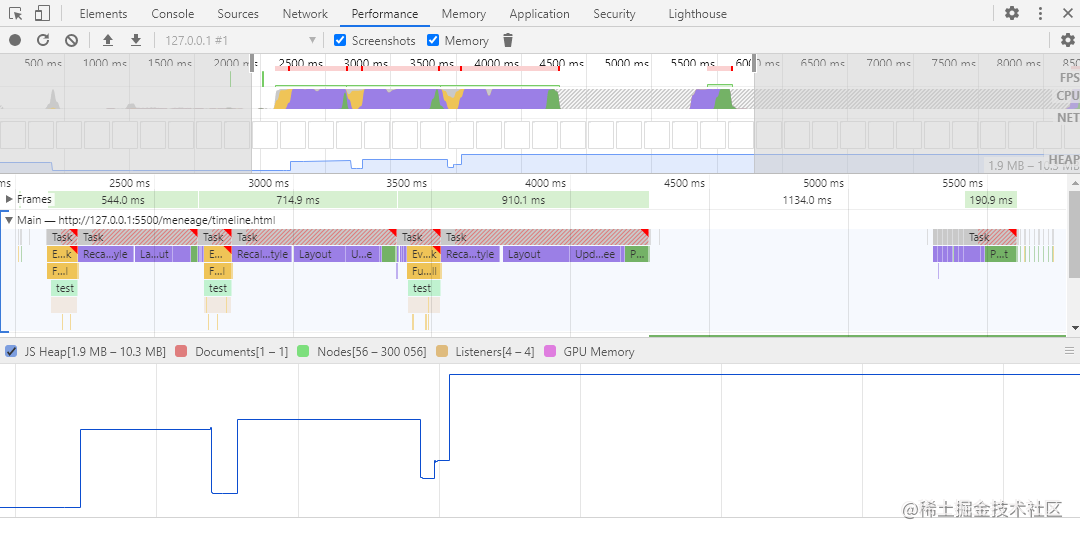 Elements Console Sources Network Performance Memory Application Security Lighthouse
127.0.0.1 #1 Screenshots Memory
500 ms 1000 ms 1500 ms 2000 2500 ms 3000 ms 3500 ms 4000 ms 4500 ms 5000 ms 5500 ms 6500 ms 7000 ms 7500 ms 8000 ms
FPS
CPU
NET
HEAP
1.9 MB – 10.3 MB
ms 2500 ms 3000 ms 3500 ms 4000 ms 4500 ms 5000 ms 5500 ms
Frames 544.0 ms 714.9 ms 910.1 ms 1134.0 ms 190.9 ms
Main — http://127.0.0.1:5500/meneage/timeline.html
Task Task Task Task Task Task Task
E...k Reca...tyle La...ut E... Recal...tyle Layout U...e Ev...k Reca...tyle Layout Upd...ee P... P...t
F...l F...l Fu...ll
test test test
JS Heap[1.9 MB – 10.3 MB] Documents[1 – 1] Nodes[56 – 300 056] Listeners[4 – 4] GPU Memory
@稀土掘金技术社区